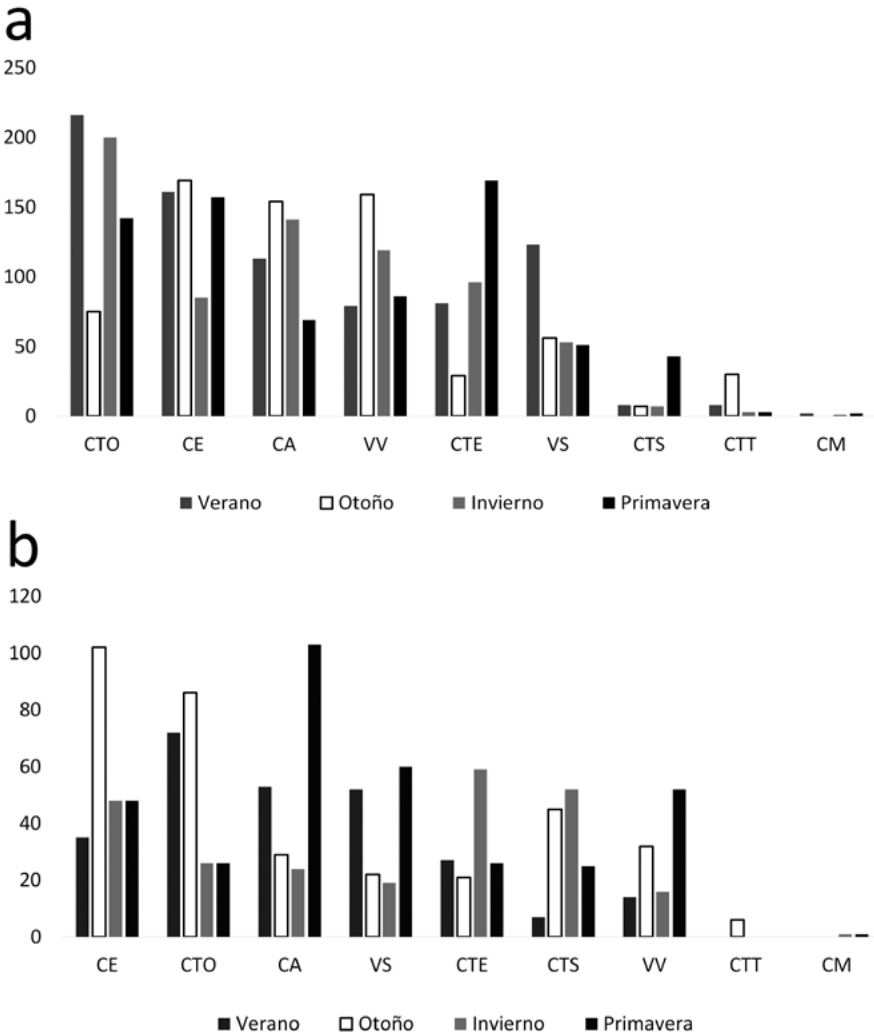 a
250
200
150
100
50
0
CTO CE CA VV CTE VS CTS CTT CM
Verano Otoño Invierno Primavera
b
120
100
80
60
40
20
0
CE CTO CA VS CTE CTS VV CTT CM
Verano Otoño Invierno Primavera